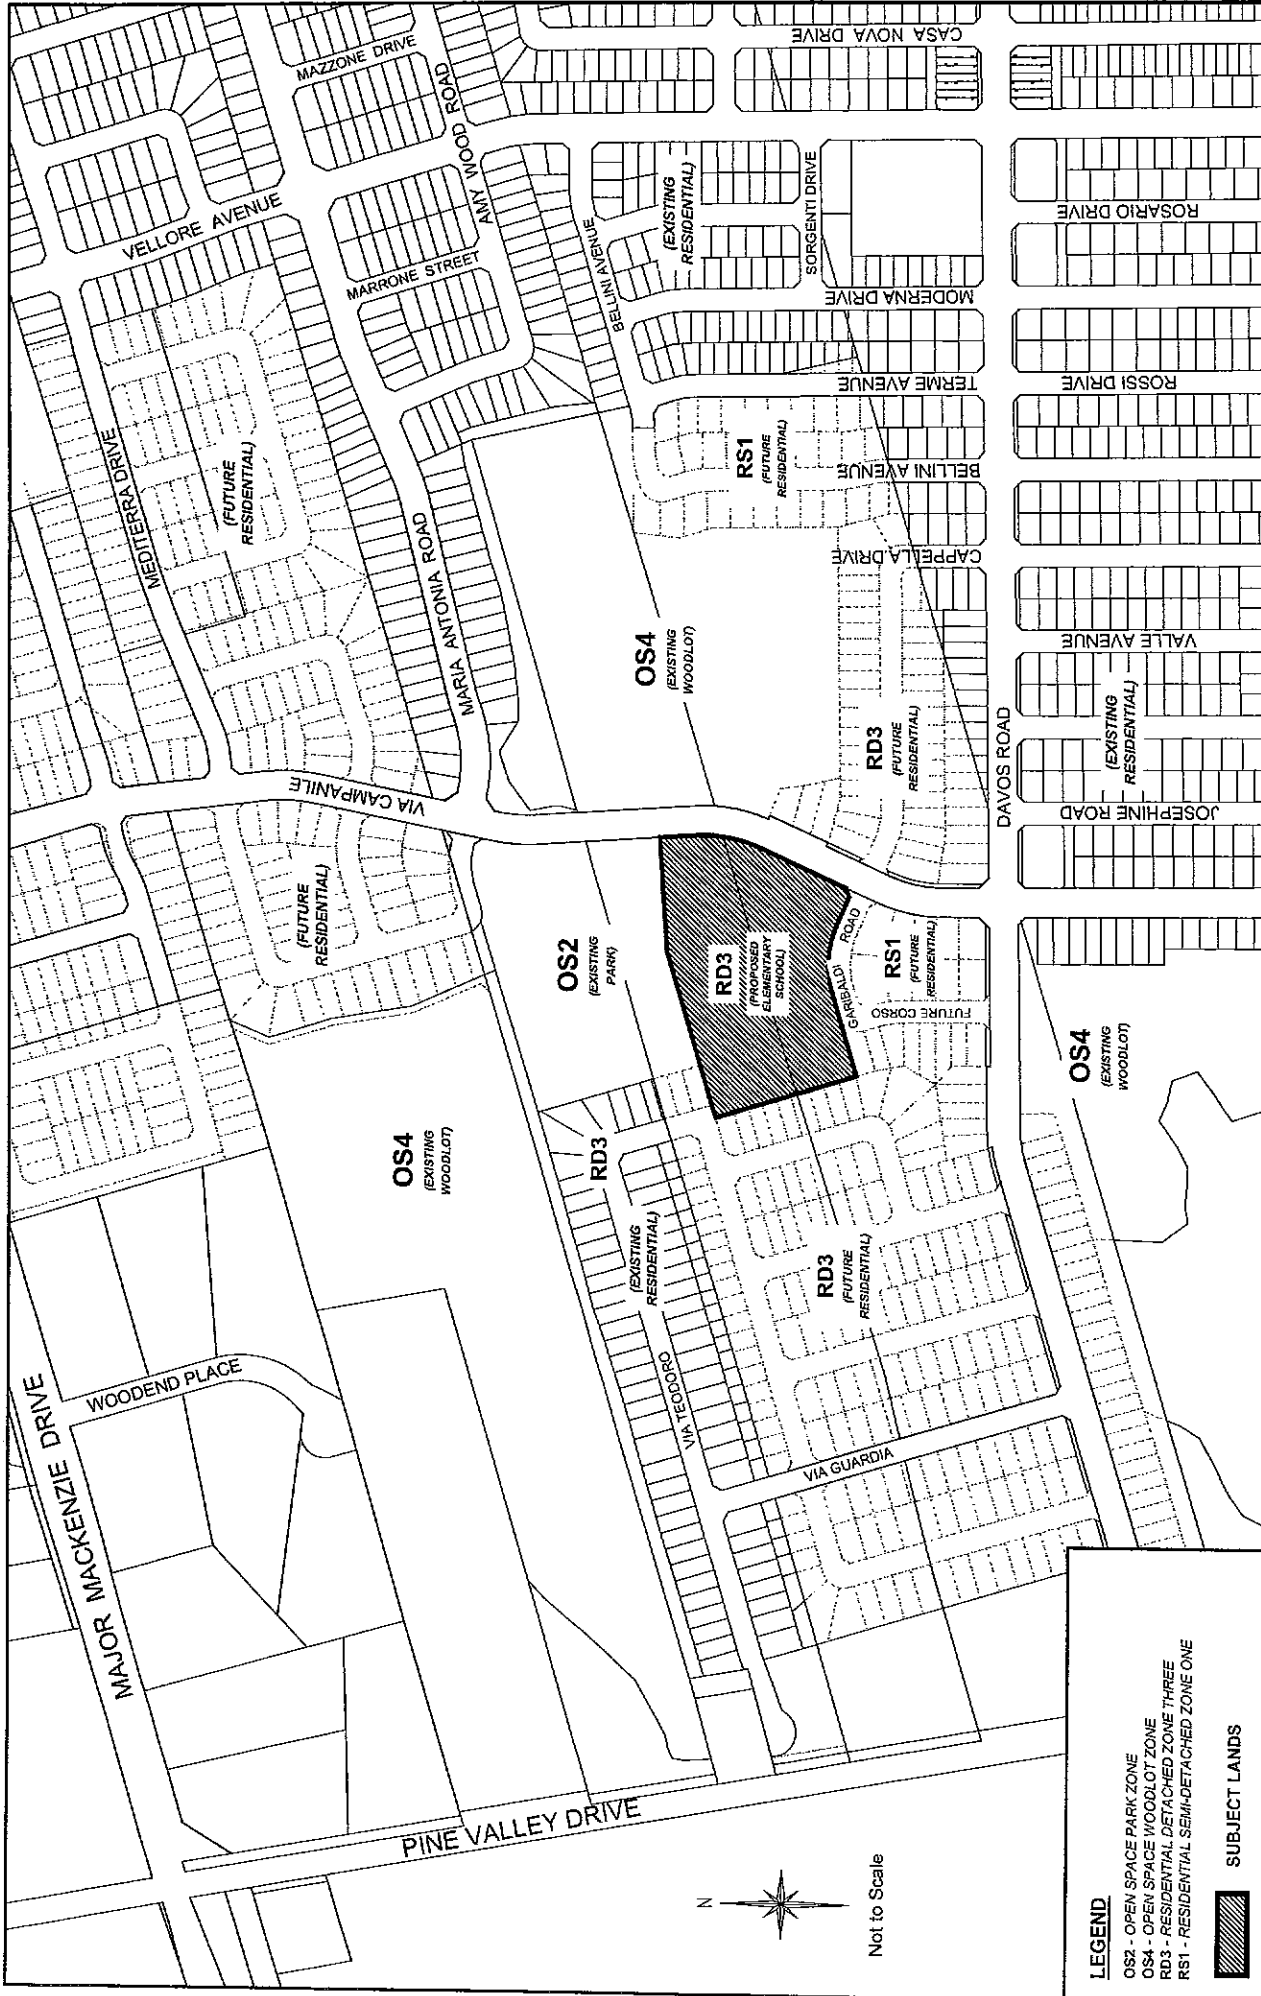 CASA NOVA DRIVE
MAZZONE DRIVE
AMY WOOD ROAD
VELLORE AVENUE
MARRONE STREET
BELLINI AVENUE
(EXISTING
RESIDENTIAL)
SORGENTI DRIVE
ROSARIO DRIVE
MODERNA DRIVE
TERME AVENUE
ROSSI DRIVE
MEDITERRA DRIVE
(FUTURE
RESIDENTIAL)
MARIA ANTONIA ROAD
RS1
(FUTURE
RESIDENTIAL)
BELLINI AVENUE
CAPPELLA DRIVE
VALLE AVENUE
OS4
(EXISTING
WOODLOT)
RD3
(FUTURE
RESIDENTIAL)
(EXISTING
RESIDENTIAL)
DAVOS ROAD
JOSEPHINE ROAD
VIA CAMPANILE
(FUTURE
RESIDENTIAL)
OS2
(EXISTING
PARK)
RD3
(PROPOSED
ELEMENTARY
SCHOOL)
GARIBALDI ROAD
RS1
(FUTURE
RESIDENTIAL)
FUTURE CORSO
OS4
(EXISTING
WOODLOT)
OS4
(EXISTING
WOODLOT)
RD3
(EXISTING
RESIDENTIAL)
RD3
(FUTURE
RESIDENTIAL)
VIA TEODORO
VIA GUARDIA
WOODEND PLACE
MAJOR MACKENZIE DRIVE
PINE VALLEY DRIVE
N
Not to Scale
LEGEND
OS2 - OPEN SPACE PARK ZONE
OS4 - OPEN SPACE WOODLOT ZONE
RD3 - RESIDENTIAL DETACHED ZONE THREE
RS1 - RESIDENTIAL SEMI-DETACHED ZONE ONE
SUBJECT LANDS